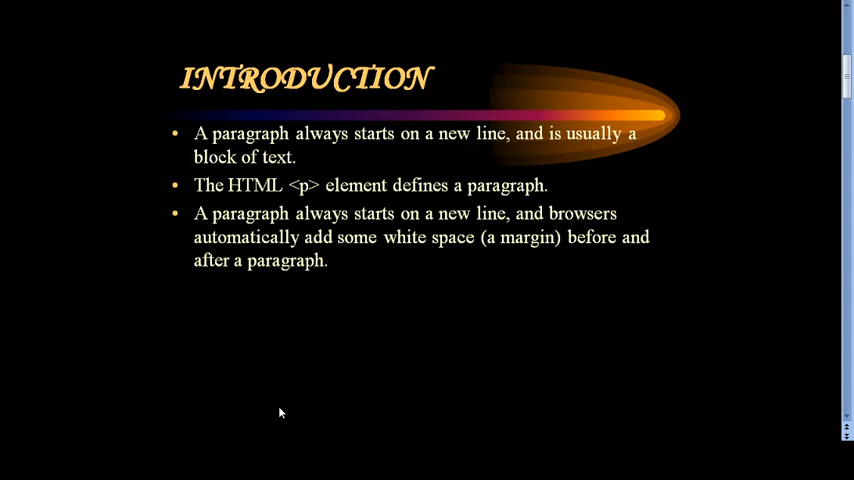 INTRODUCTION
• A paragraph always starts on a new line, and is usually a
block of text.
• The HTML <p> element defines a paragraph.
• A paragraph always starts on a new line, and browsers
automatically add some white space (a margin) before and
after a paragraph.